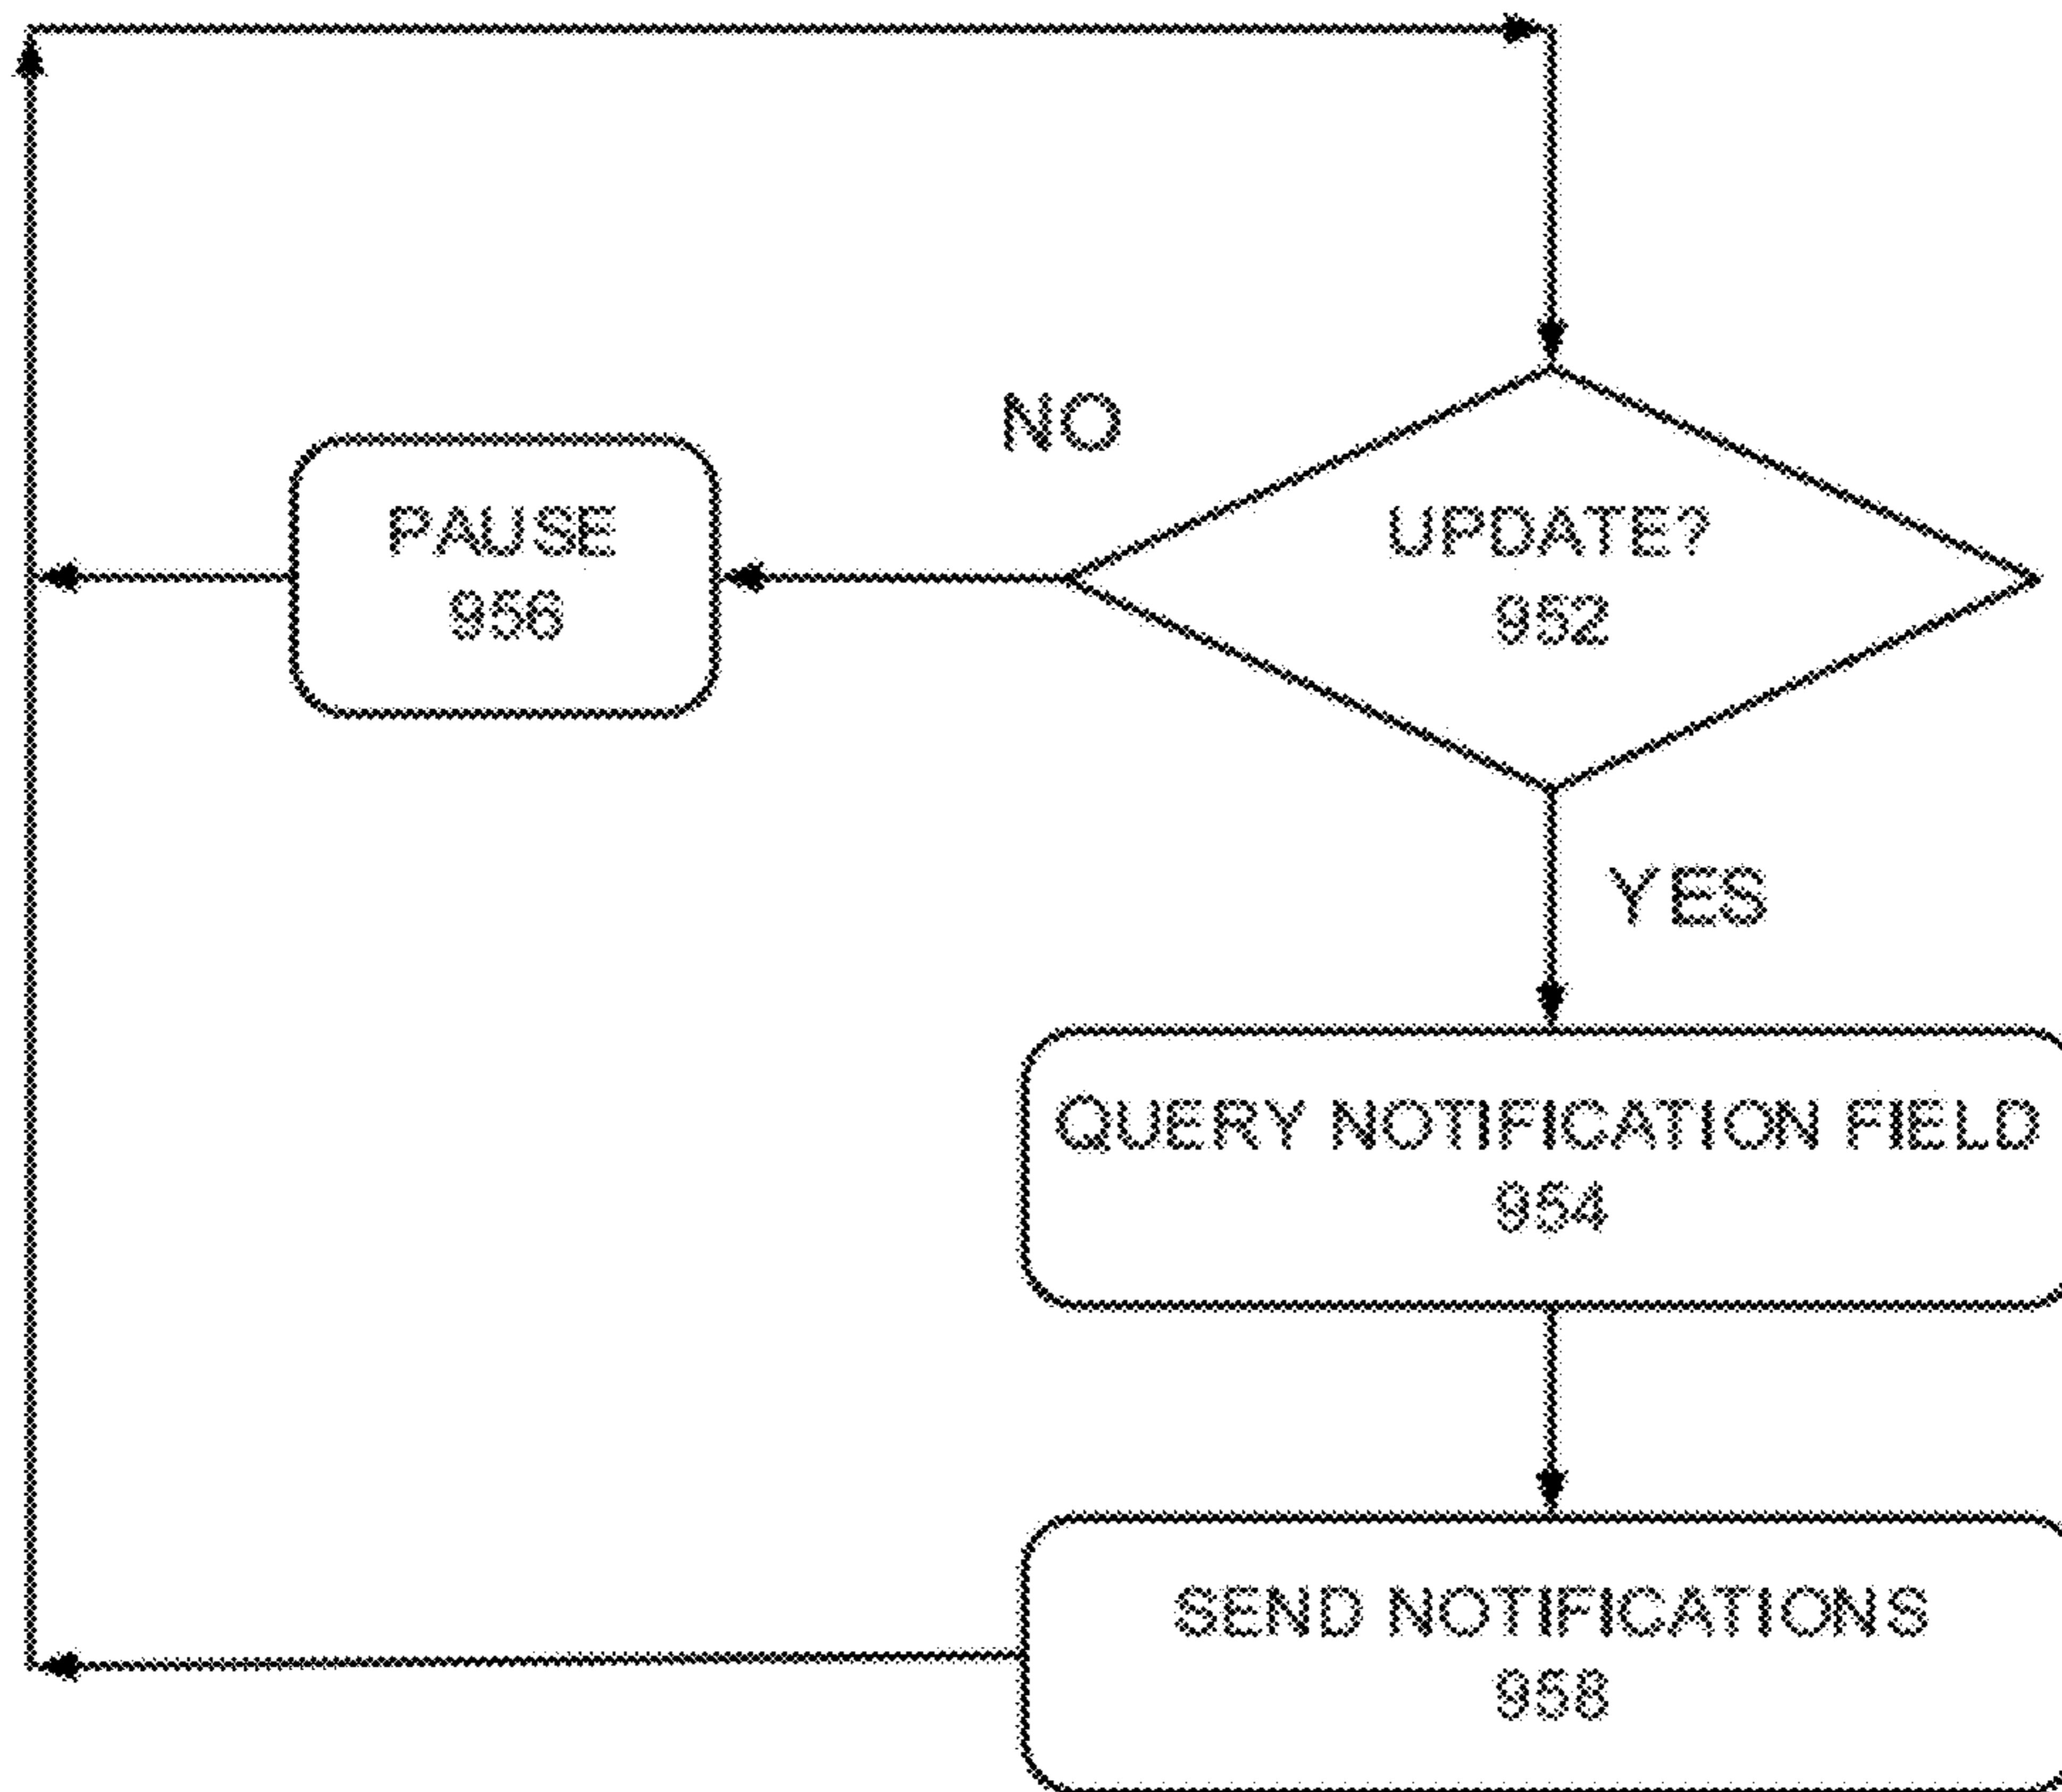 NO
PAUSE
956
UPDATE?
952
YES
QUERY NOTIFICATION FIELD
954
SEND NOTIFICATIONS
958